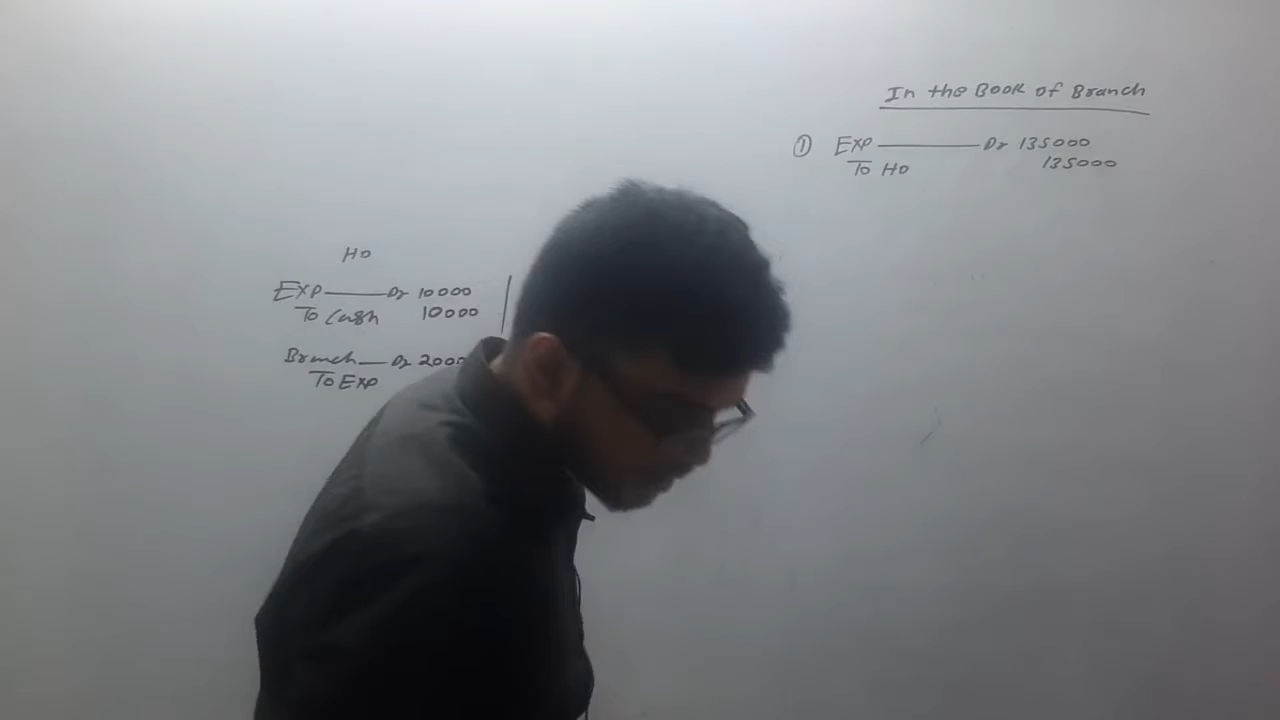 In the Book of Branch
① Exp Dr 135000
To HO 135000
HO
Exp Dr 10000
To Cash 10000
Branch Dr 2000
To Exp